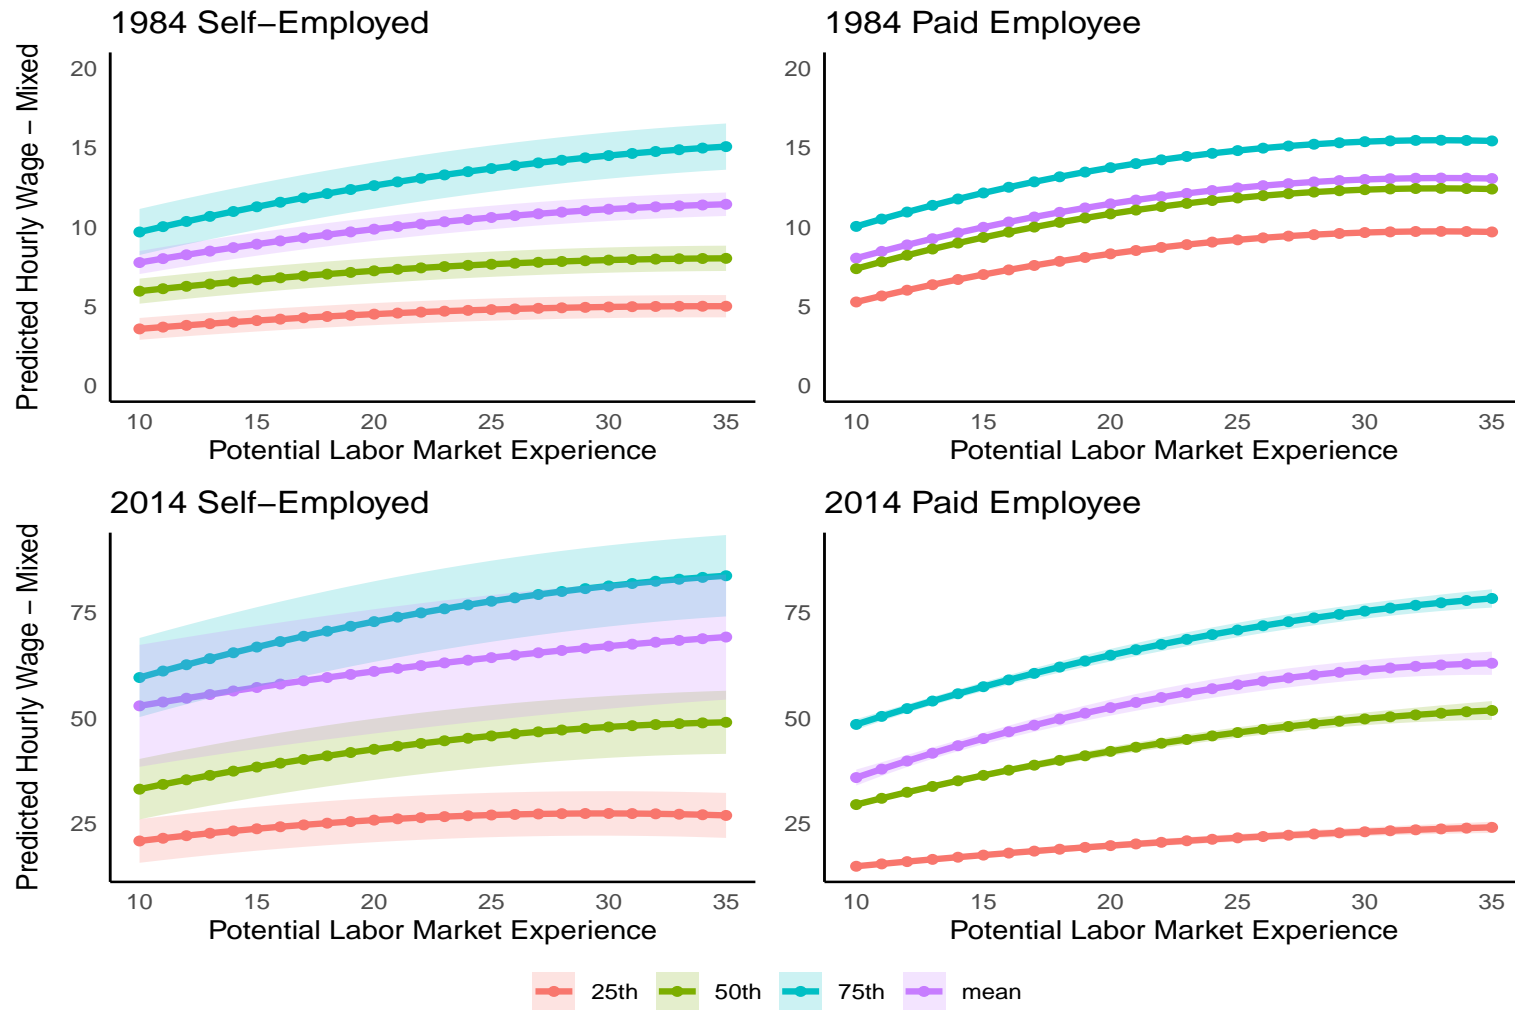 1984 Self−Employed
1984 Paid Employee
Predicted Hourly Wage − Mixed
20
15
10
5
0
10 15 20 25 30 35
Potential Labor Market Experience
20
15
10
5
0
10 15 20 25 30 35
Potential Labor Market Experience
2014 Self−Employed
2014 Paid Employee
Predicted Hourly Wage − Mixed
75
50
25
10 15 20 25 30 35
Potential Labor Market Experience
75
50
25
10 15 20 25 30 35
Potential Labor Market Experience
25th 50th 75th mean